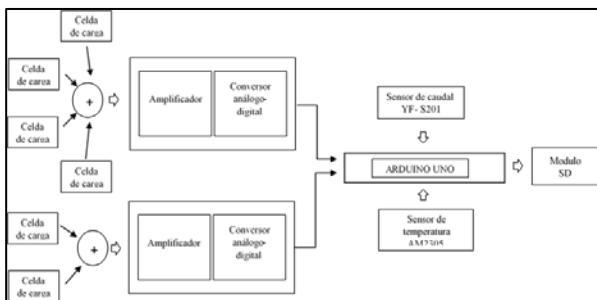 Celda
de carga
Celda
de carga
+
Celda
de carga
Celda
de carga
Amplificador
Conversor
análogo-
digital
Sensor de caudal
YF- S201
ARDUINO UNO
Modulo
SD
Sensor de
temperatura
AM2305
Celda
de carga
+
Celda
de carga
Amplificador
Conversor
análogo-
digital